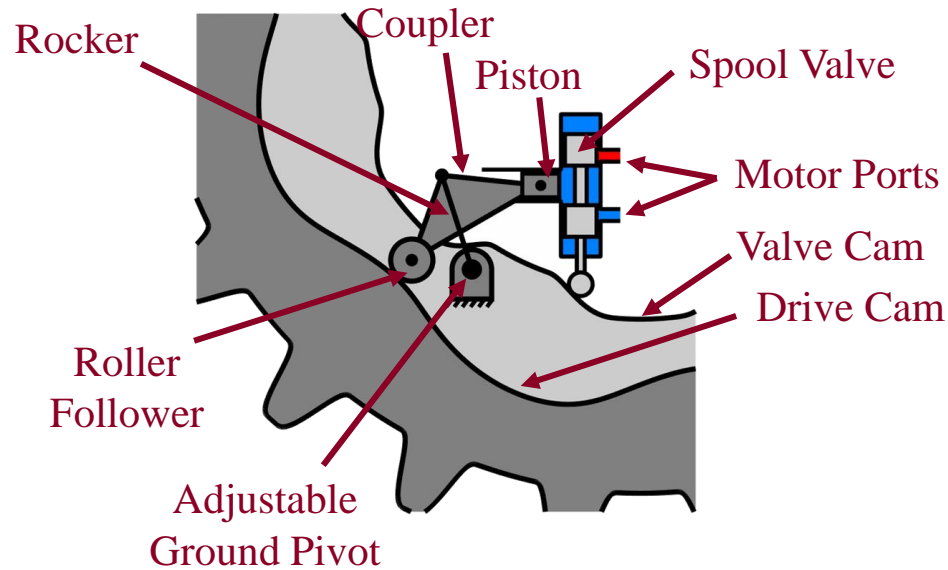 Coupler
Rocker
Piston
Spool Valve
Motor Ports
Valve Cam
Drive Cam
Roller
Follower
Adjustable
Ground Pivot